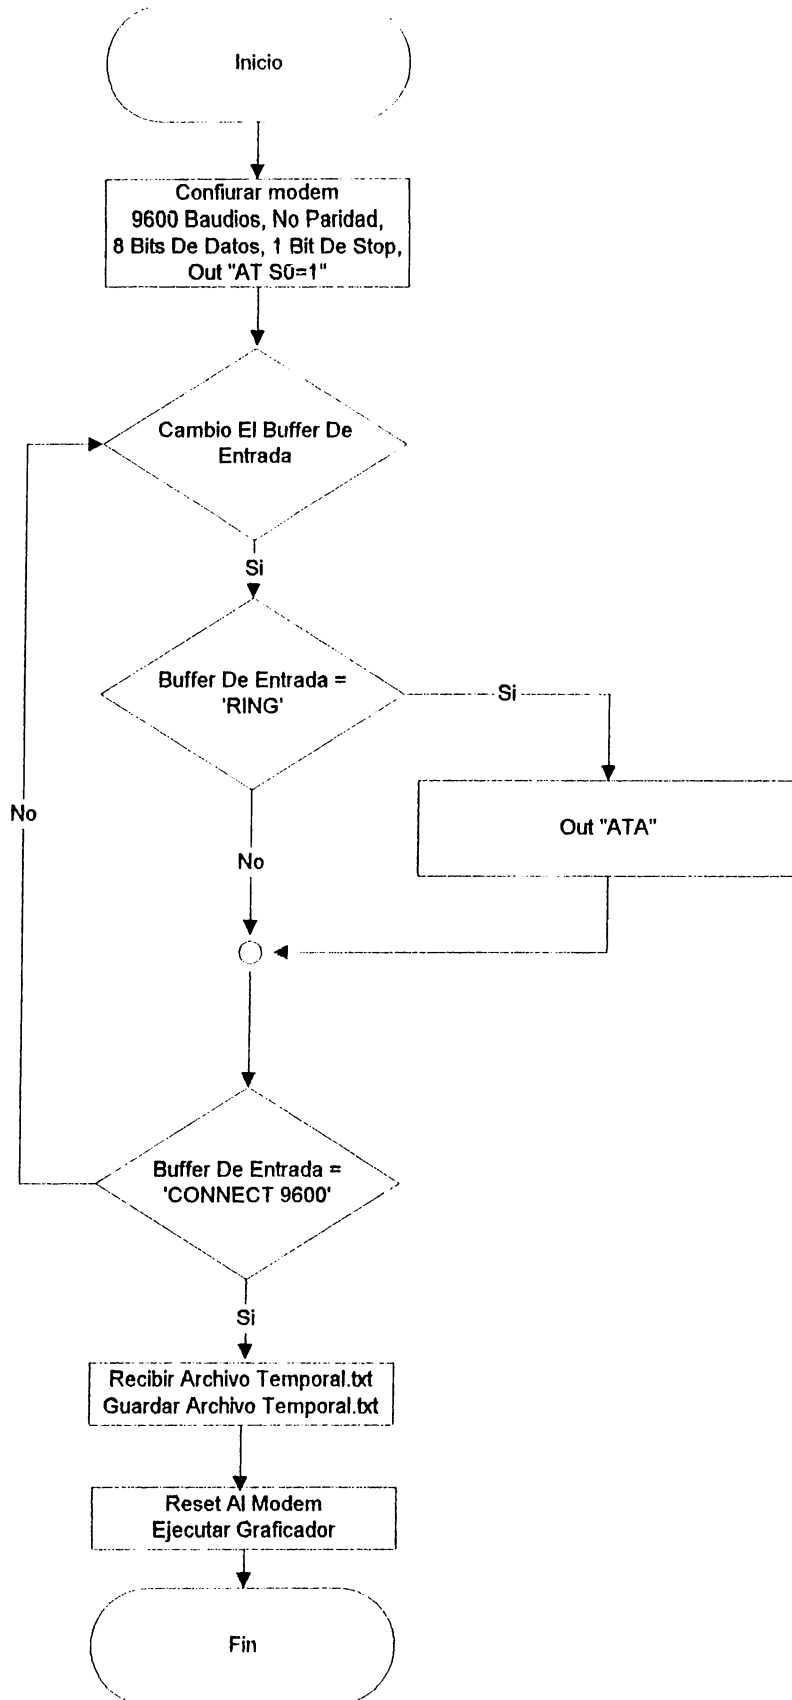 Inicio
Confiurar modem
9600 Baudios, No Paridad,
8 Bits De Datos, 1 Bit De Stop,
Out "AT S0=1"
Cambio El Buffer De
Entrada
Si
Buffer De Entrada =
'RING'
Si
No
Out "ATA"
No
Buffer De Entrada =
'CONNECT 9600'
Si
Recibir Archivo Temporal.txt
Guardar Archivo Temporal.txt
Reset Al Modem
Ejecutar Graficador
Fin